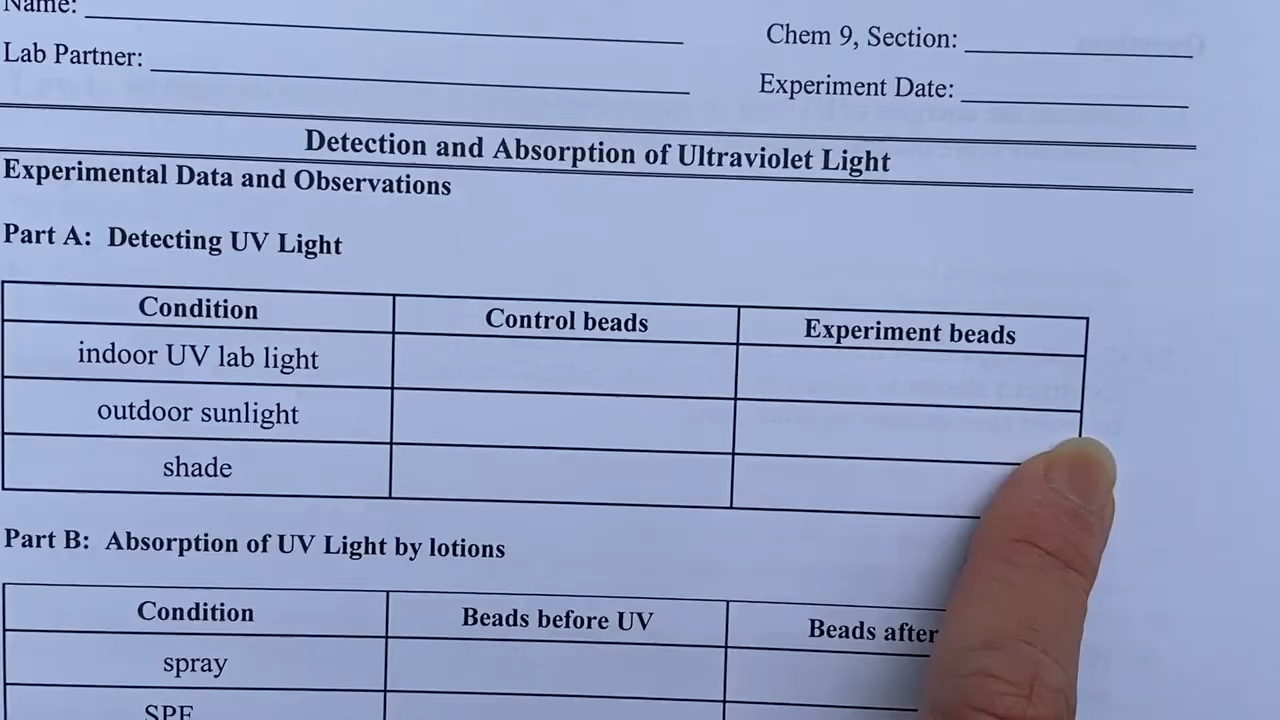 Name:
Chem 9, Section:
Lab Partner:
Experiment Date:
Detection and Absorption of Ultraviolet Light
Experimental Data and Observations
Part A: Detecting UV Light
Condition Control beads Experiment beads
indoor UV lab light
outdoor sunlight
shade
Part B: Absorption of UV Light by lotions
Condition Beads before UV Beads after
spray
SPF